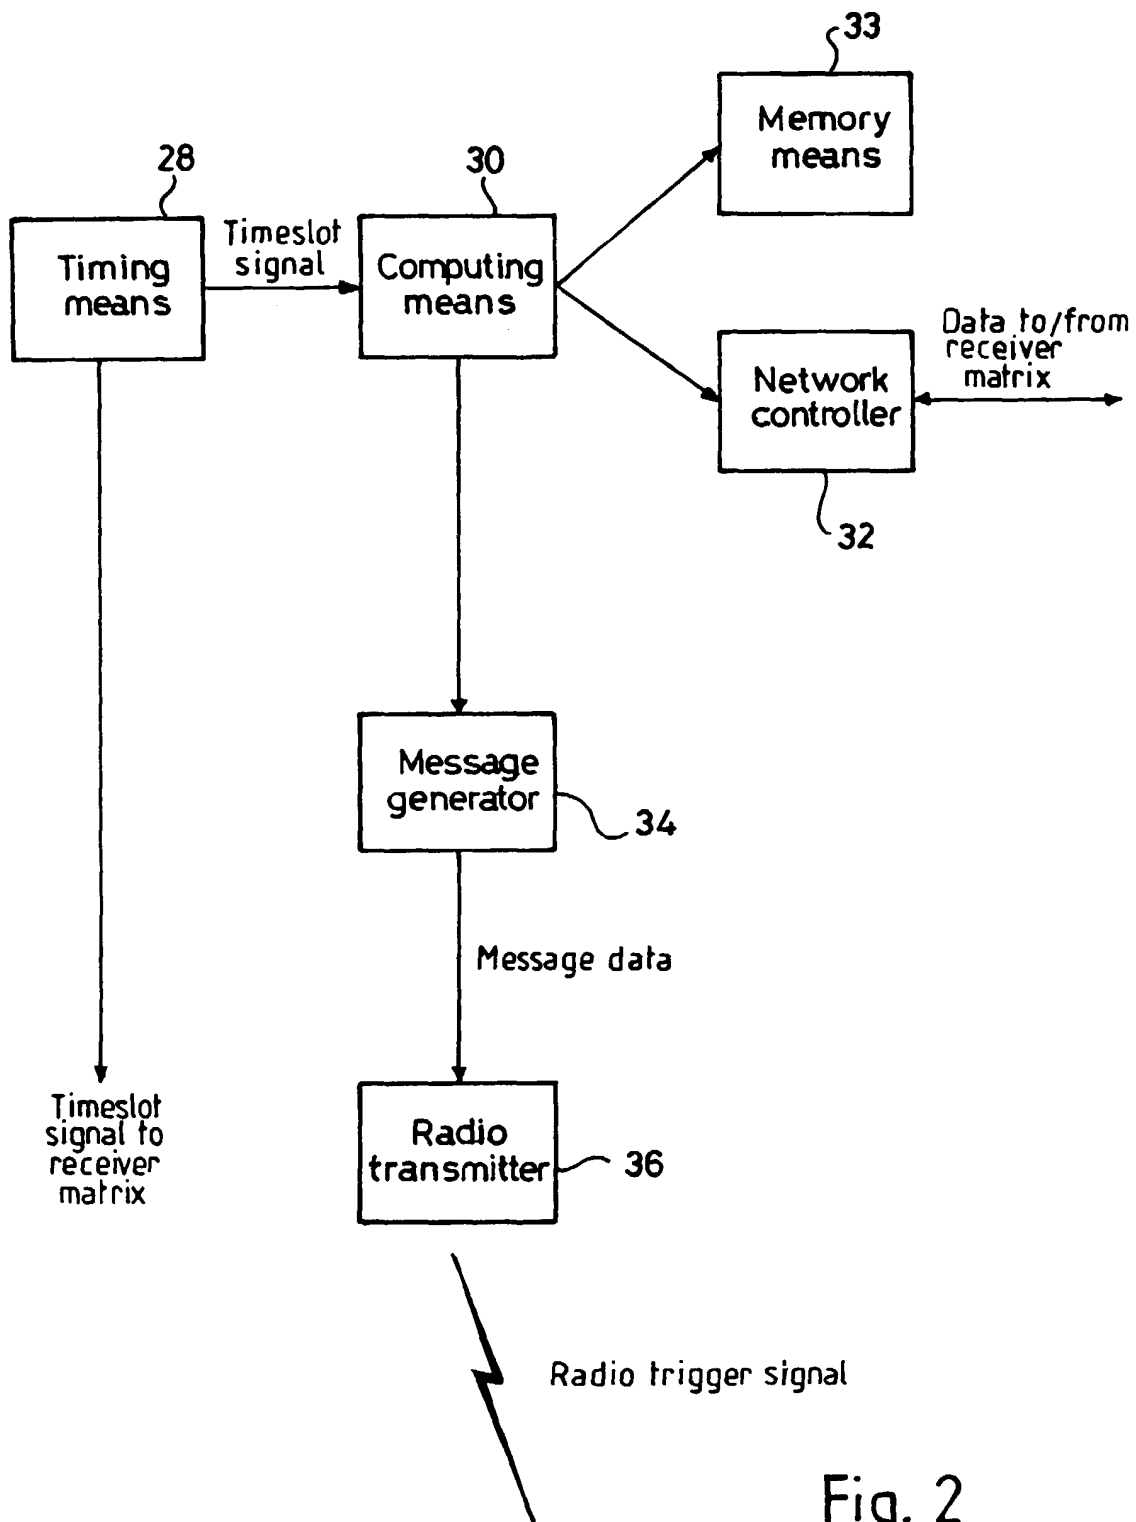 33
Memory
means
28
30
Timeslot
signal
Timing
means
Computing
means
Data to/from
receiver
matrix
Network
controller
32
Message
generator
34
Message data
Timeslot
signal to
receiver
matrix
Radio
transmitter
36
Radio trigger signal
Fig. 2